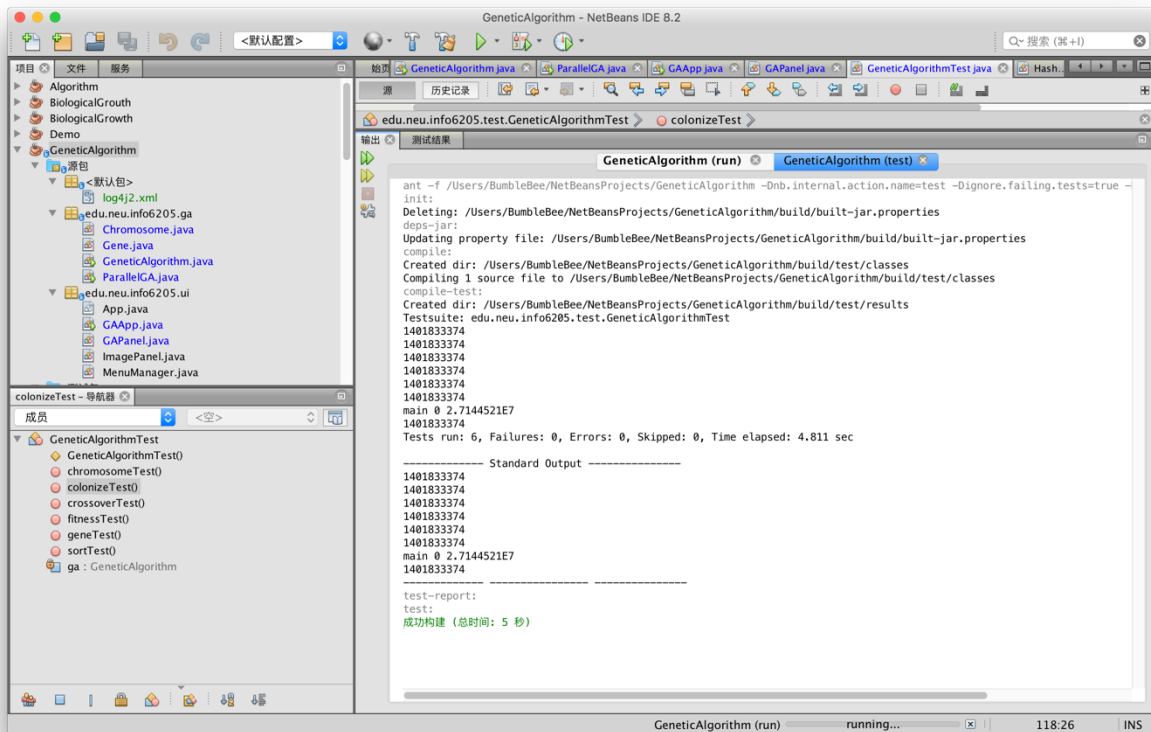 GeneticAlgorithm - NetBeans IDE 8.2
<默认配置>
搜索 (⌘+I)
项目
文件
服务
Algorithm
BiologicalGrouth
BiologicalGrowth
Demo
GeneticAlgorithm
源包
<默认包>
log4j2.xml
edu.neu.info6205.ga
Chromosome.java
Gene.java
GeneticAlgorithm.java
ParallelGA.java
edu.neu.info6205.ui
App.java
GAApp.java
GAPanel.java
ImagePanel.java
MenuManager.java
colonizeTest - 导航器
成员
<空>
GeneticAlgorithmTest
GeneticAlgorithmTest()
chromosomeTest()
colonizeTest()
crossoverTest()
fitnessTest()
geneTest()
sortTest()
ga : GeneticAlgorithm
始页
GeneticAlgorithm.java
ParallelGA.java
GAApp.java
GAPanel.java
GeneticAlgorithmTest.java
Hash..
源
历史记录
edu.neu.info6205.test.GeneticAlgorithmTest
colonizeTest
输出
测试结果
GeneticAlgorithm (run)
GeneticAlgorithm (test)
ant -f /Users/BumbleBee/NetBeansProjects/GeneticAlgorithm -Dnb.internal.action.name=test -Dignore.failing.tests=true -
init:
Deleting: /Users/BumbleBee/NetBeansProjects/GeneticAlgorithm/build/built-jar.properties
deps-jar:
Updating property file: /Users/BumbleBee/NetBeansProjects/GeneticAlgorithm/build/built-jar.properties
compile:
Created dir: /Users/BumbleBee/NetBeansProjects/GeneticAlgorithm/build/test/classes
Compiling 1 source file to /Users/BumbleBee/NetBeansProjects/GeneticAlgorithm/build/test/classes
compile-test:
Created dir: /Users/BumbleBee/NetBeansProjects/GeneticAlgorithm/build/test/results
Testsuite: edu.neu.info6205.test.GeneticAlgorithmTest
1401833374
1401833374
1401833374
1401833374
1401833374
1401833374
main 0 2.7144521E7
1401833374
Tests run: 6, Failures: 0, Errors: 0, Skipped: 0, Time elapsed: 4.811 sec
------------- Standard Output ---------------
1401833374
1401833374
1401833374
1401833374
1401833374
1401833374
main 0 2.7144521E7
1401833374
------------- ---------------- ---------------
test-report:
test:
成功构建 (总时间: 5 秒)
GeneticAlgorithm (run)
running...
118:26
INS